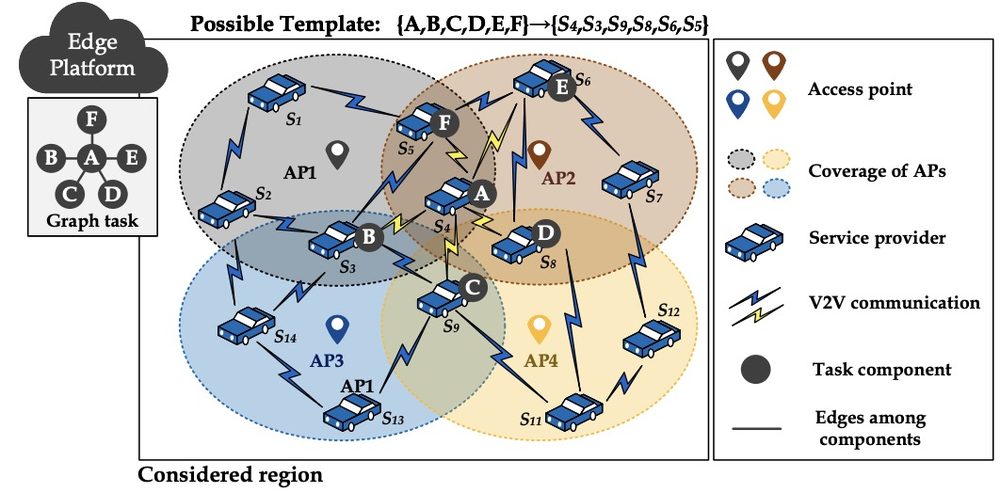 Possible Template: {A,B,C,D,E,F}→{S4,S3,S9,S8,S6,S5}
Edge
Platform
F
B A E
C D
Graph task
S1
S5
F
S6
E
AP1
AP2
S7
S2
S4
A
S3
B
S8
D
C
S9
S14
AP3
AP4
S12
AP1
S13
S11
Considered region
Access point
Coverage of APs
Service provider
V2V communication
Task component
Edges among
components